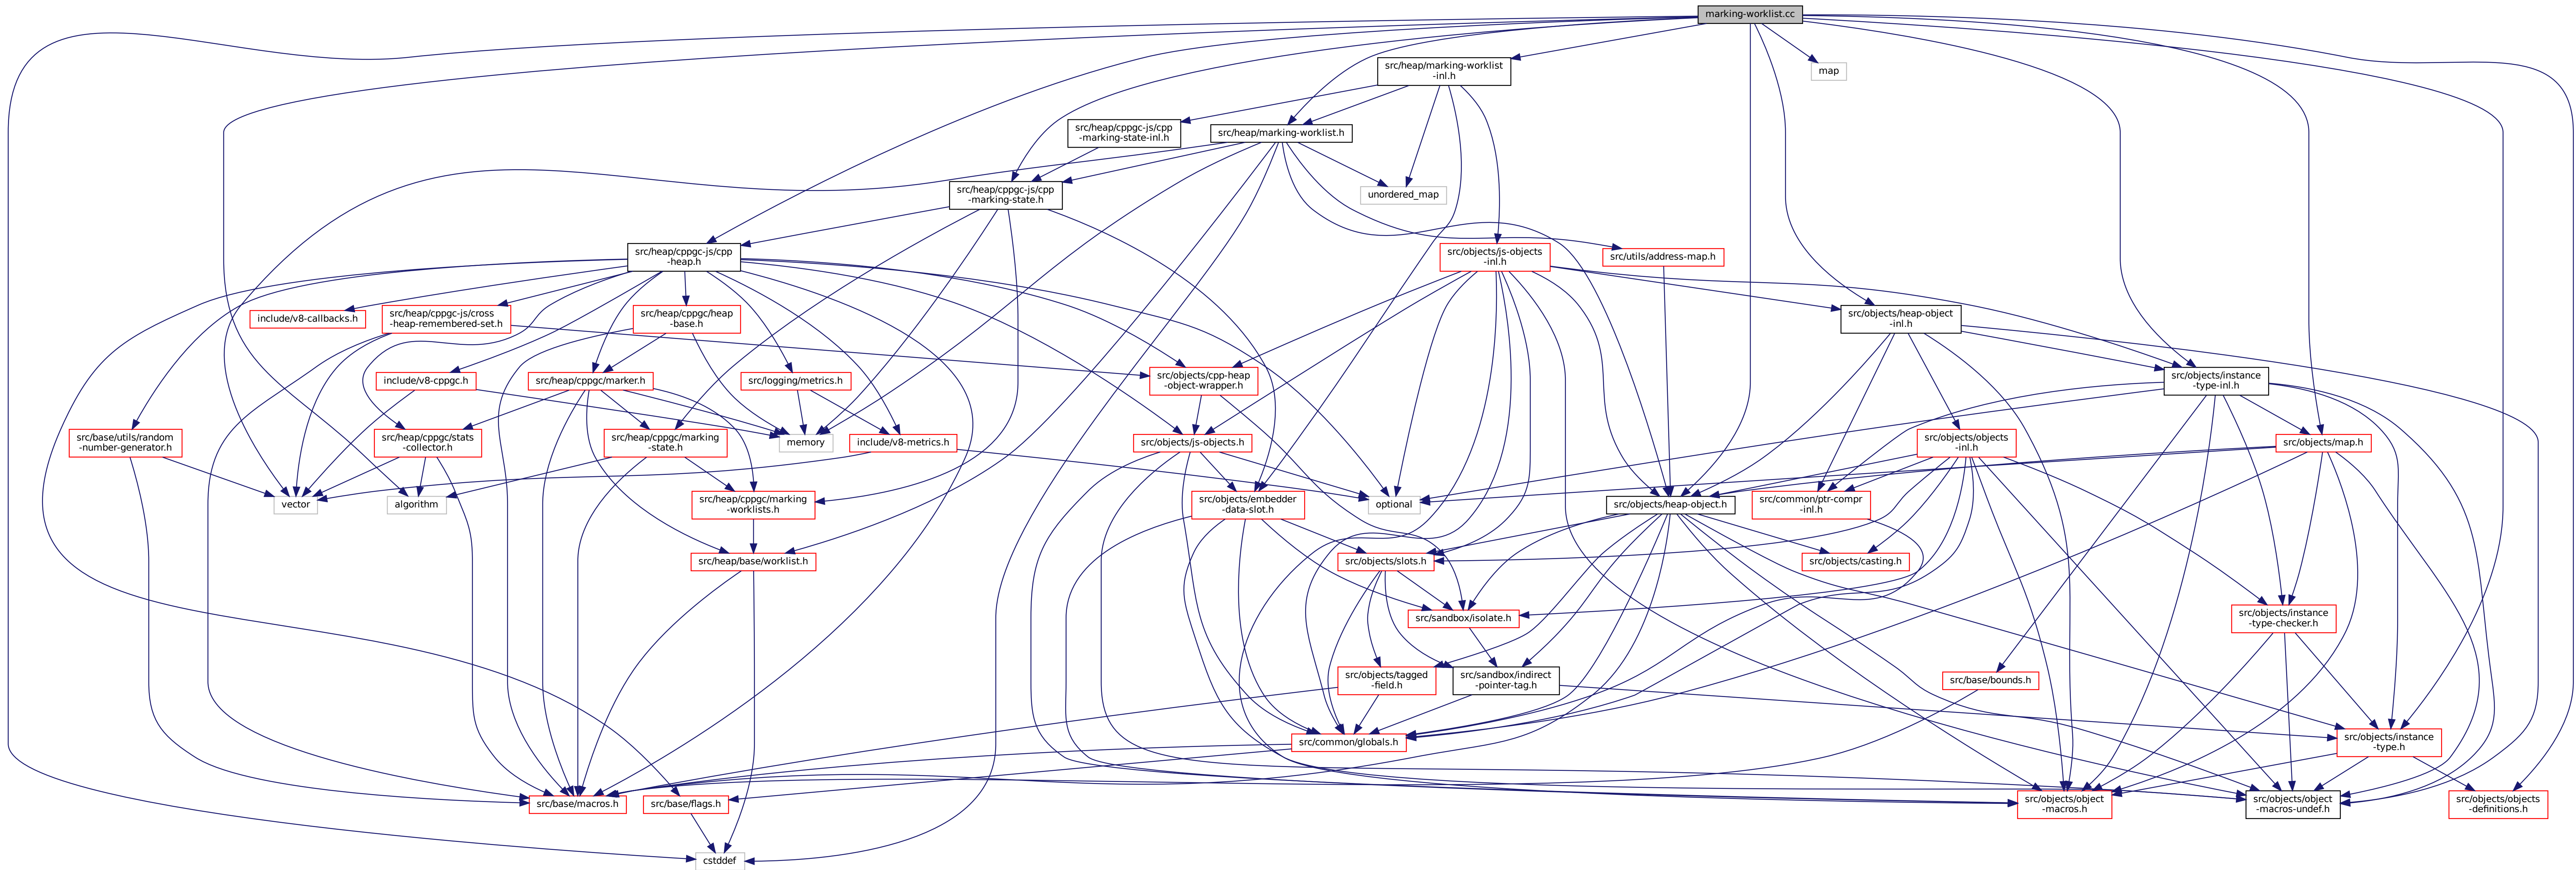 marking-worklist.cc
src/heap/marking-worklist
-inl.h
map
src/heap/cppgc-js/cpp
-marking-state-inl.h
src/heap/marking-worklist.h
src/heap/cppgc-js/cpp
-marking-state.h
unordered_map
src/heap/cppgc-js/cpp
-heap.h
src/objects/js-objects
-inl.h
src/utils/address-map.h
include/v8-callbacks.h
src/heap/cppgc-js/cross
-heap-remembered-set.h
src/heap/cppgc/heap
-base.h
src/objects/heap-object
-inl.h
include/v8-cppgc.h
src/heap/cppgc/marker.h
src/logging/metrics.h
src/objects/cpp-heap
-object-wrapper.h
src/objects/instance
-type-inl.h
src/base/utils/random
-number-generator.h
src/heap/cppgc/stats
-collector.h
src/heap/cppgc/marking
-state.h
memory
include/v8-metrics.h
src/objects/js-objects.h
src/objects/objects
-inl.h
src/objects/map.h
vector
algorithm
src/heap/cppgc/marking
-worklists.h
src/objects/embedder
-data-slot.h
optional
src/objects/heap-object.h
src/common/ptr-compr
-inl.h
src/heap/base/worklist.h
src/objects/slots.h
src/objects/casting.h
src/sandbox/isolate.h
src/objects/instance
-type-checker.h
src/objects/tagged
-field.h
src/sandbox/indirect
-pointer-tag.h
src/base/bounds.h
src/common/globals.h
src/objects/instance
-type.h
src/base/macros.h
src/base/flags.h
src/objects/object
-macros.h
src/objects/object
-macros-undef.h
src/objects/objects
-definitions.h
cstddef